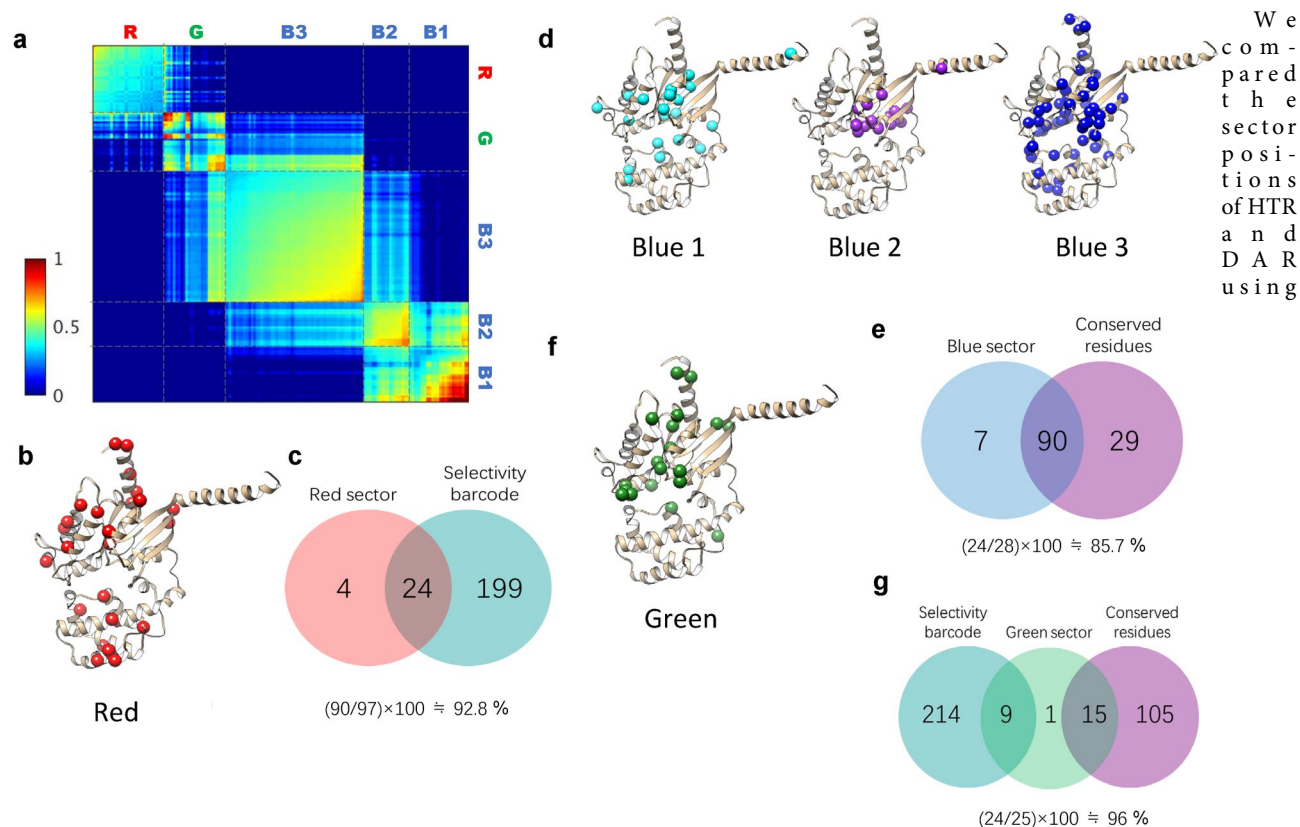 a
R G B3 B2 B1
R
G
B3
B2
B1
1
0.5
0
b
Red
c
Red sector
Selectivity
barcode
4 24 199
(90/97)×100 ≒ 92.8 %
d
Blue 1 Blue 2 Blue 3
We
com-
pared
the
sector
posi-
tions
of HTR
and
DAR
using
e
Blue sector
Conserved
residues
7 90 29
(24/28)×100 ≒ 85.7 %
f
Green
g
Selectivity
barcode
Green sector
Conserved
residues
214 9 1 15 105
(24/25)×100 ≒ 96 %